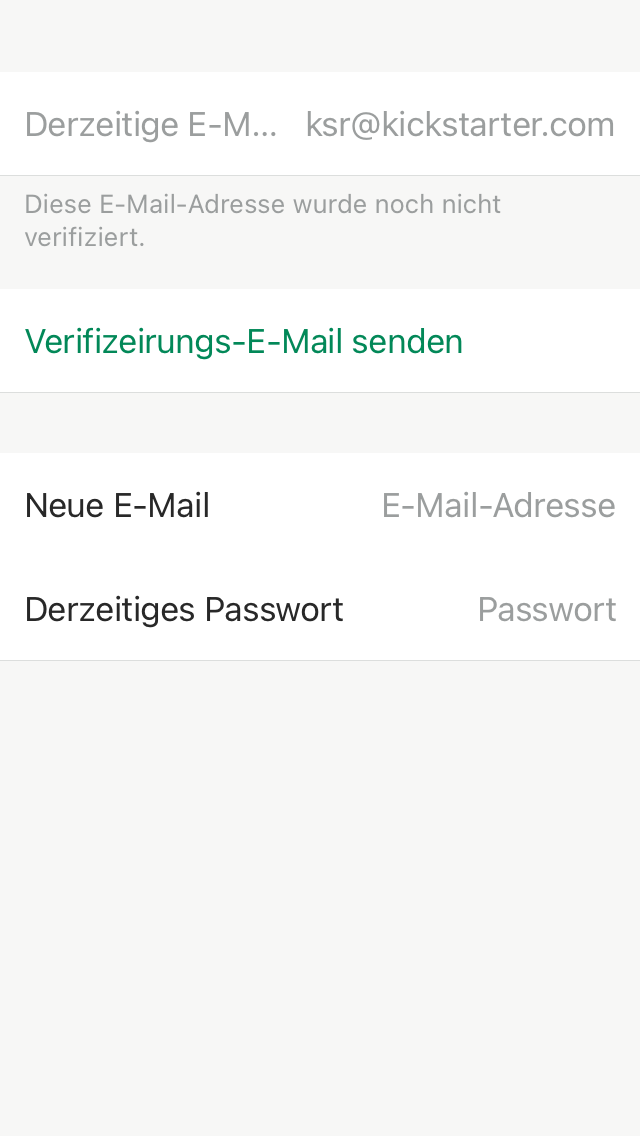 Derzeitige E-M... ksr@kickstarter.com
Diese E-Mail-Adresse wurde noch nicht
verifiziert.
Verifizeirungs-E-Mail senden
Neue E-Mail E-Mail-Adresse
Derzeitiges Passwort Passwort